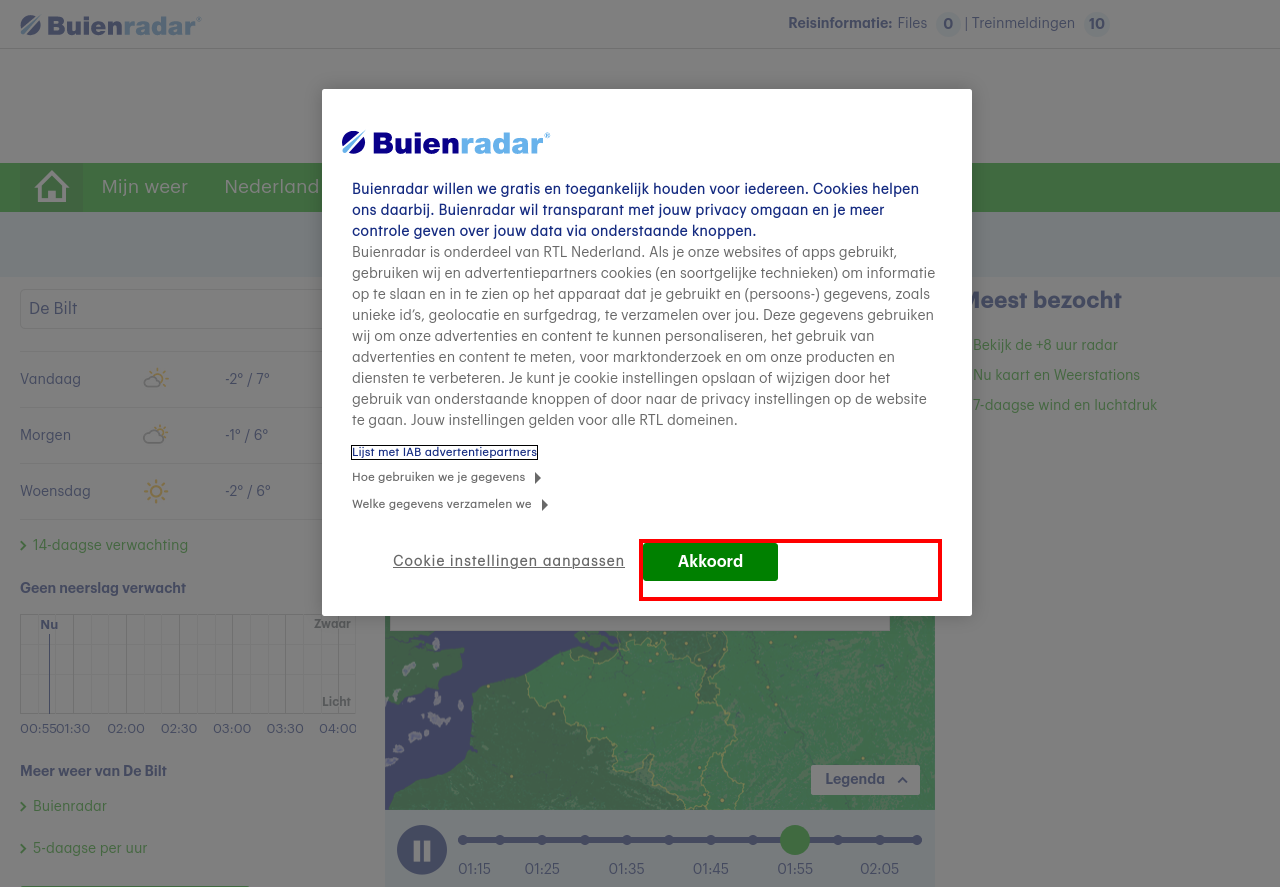 Buienradar®
Reisinformatie: Files 0 | Treinmeldingen 10
Mijn weer Nederland
De Bilt
Vandaag -2° / 7°
Morgen -1° / 6°
Woensdag -2° / 6°
14-daagse verwachting
Geen neerslag verwacht
Nu
Zwaar
Licht
00:55 01:30 02:00 02:30 03:00 03:30 04:00
Meer weer van De Bilt
Buienradar
5-daagse per uur
Buienradar®
Buienradar willen we gratis en toegankelijk houden voor iedereen. Cookies helpen
ons daarbij. Buienradar wil transparant met jouw privacy omgaan en je meer
controle geven over jouw data via onderstaande knoppen.
Buienradar is onderdeel van RTL Nederland. Als je onze websites of apps gebruikt,
gebruiken wij en advertentiepartners cookies (en soortgelijke technieken) om informatie
op te slaan en in te zien op het apparaat dat je gebruikt en (persoons-) gegevens, zoals
unieke id's, geolocatie en surfgedrag, te verzamelen over jou. Deze gegevens gebruiken
wij om onze advertenties en content te kunnen personaliseren, het gebruik van
advertenties en content te meten, voor marktonderzoek en om onze producten en
diensten te verbeteren. Je kunt je cookie instellingen opslaan of wijzigen door het
gebruik van onderstaande knoppen of door naar de privacy instellingen op de website
te gaan. Jouw instellingen gelden voor alle RTL domeinen.
Lijst met IAB advertentiepartners
Hoe gebruiken we je gegevens
Welke gegevens verzamelen we
Cookie instellingen aanpassen
Akkoord
Legenda
01:15 01:25 01:35 01:45 01:55 02:05
Meest bezocht
Bekijk de +8 uur radar
Nu kaart en Weerstations
7-daagse wind en luchtdruk